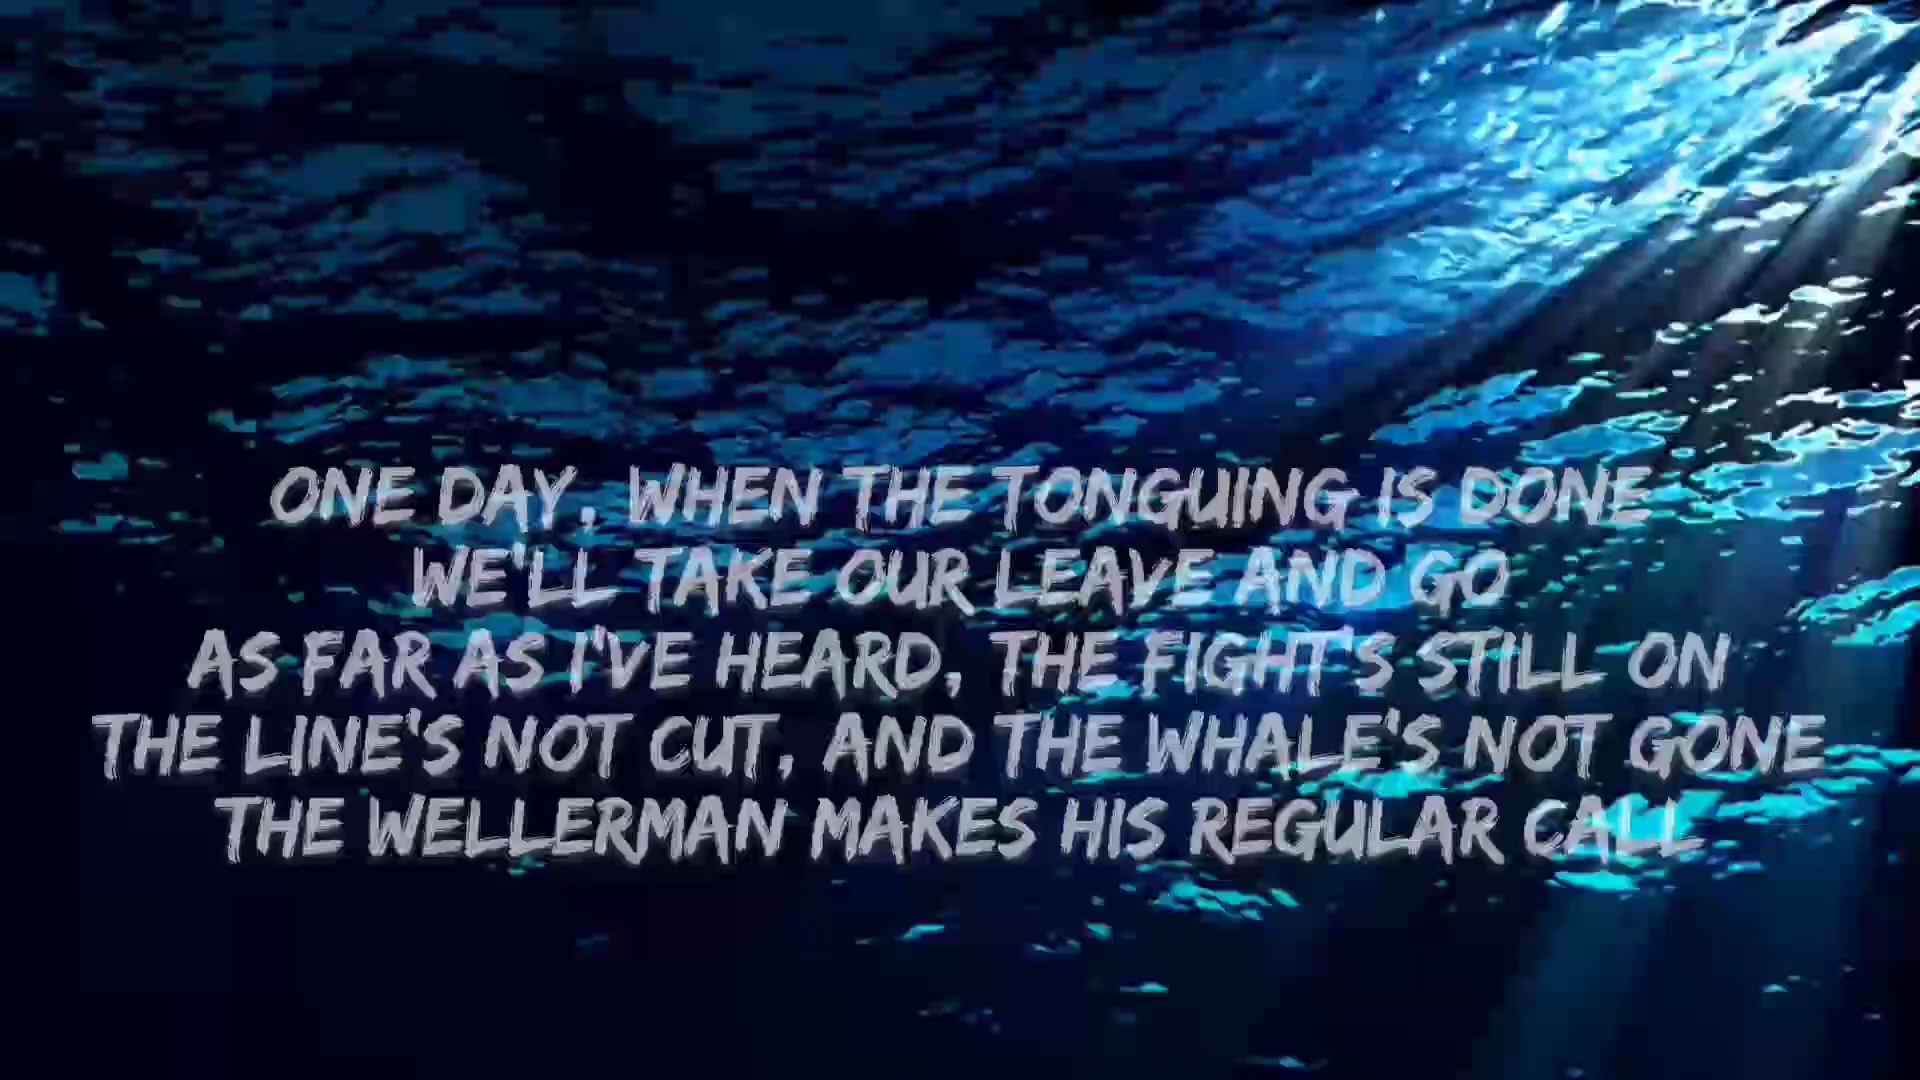 ONE DAY, WHEN THE TONGUING IS DONE
WE'LL TAKE OUR LEAVE AND GO
AS FAR AS I'VE HEARD, THE FIGHT'S STILL ON
THE LINE'S NOT CUT, AND THE WHALE'S NOT GONE
THE WELLERMAN MAKES HIS REGULAR CALL